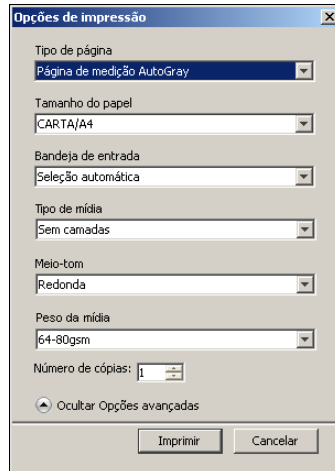 Opções de impressão
Tipo de página
Página de medição AutoGray
Tamanho do papel
CARTA/A4
Bandeja de entrada
Seleção automática
Tipo de mídia
Sem camadas
Meio-tom
Redonda
Peso da mídia
64-80gsm
Número de cópias: 1
Ocultar Opções avançadas
Imprimir Cancelar